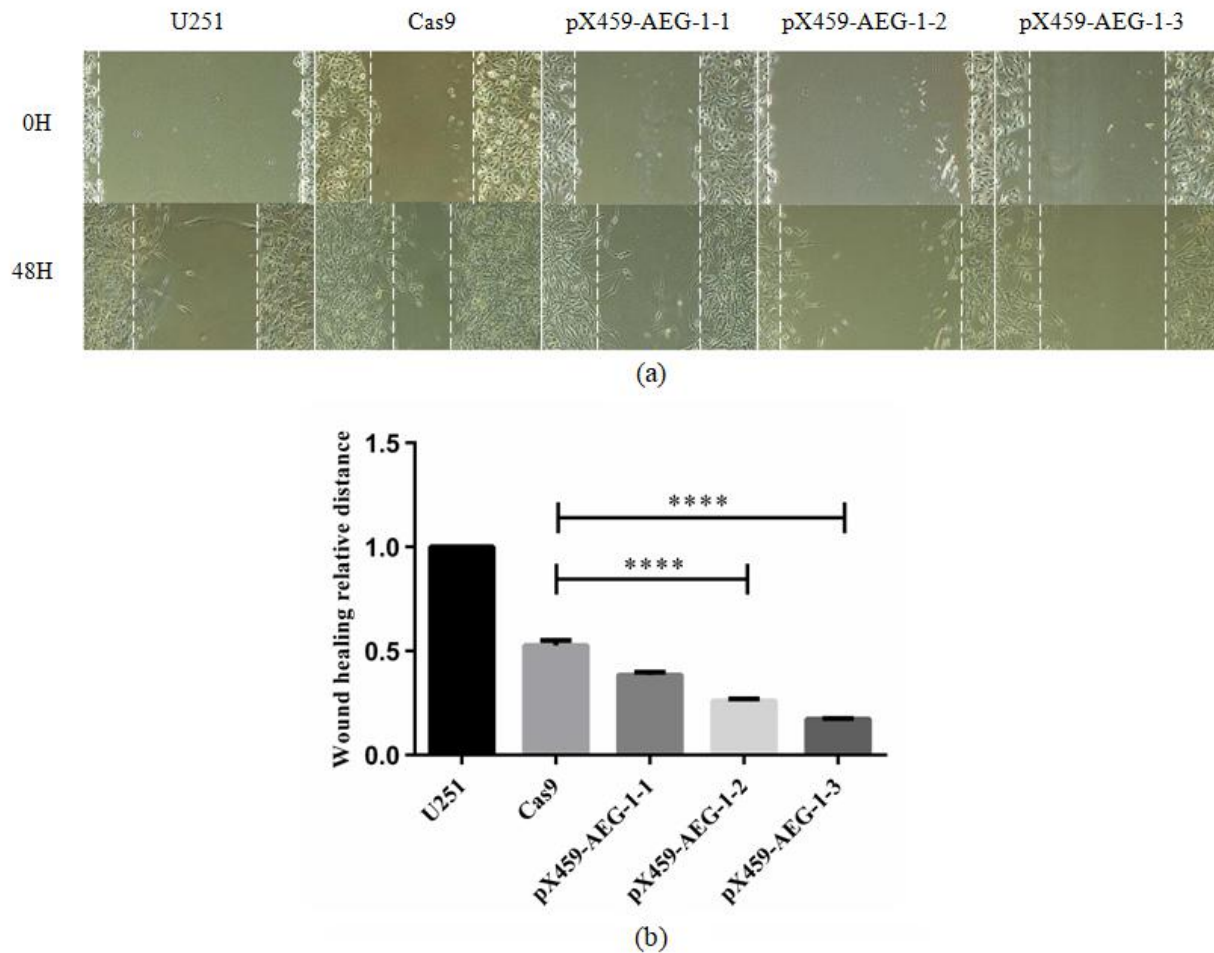 U251 Cas9 pX459-AEG-1-1 pX459-AEG-1-2 pX459-AEG-1-3
0H
48H
(a)
Wound healing relative distance
1.5
****
1.0
****
0.5
0.0
U251 Cas9 pX459-AEG-1-1 pX459-AEG-1-2 pX459-AEG-1-3
(b)